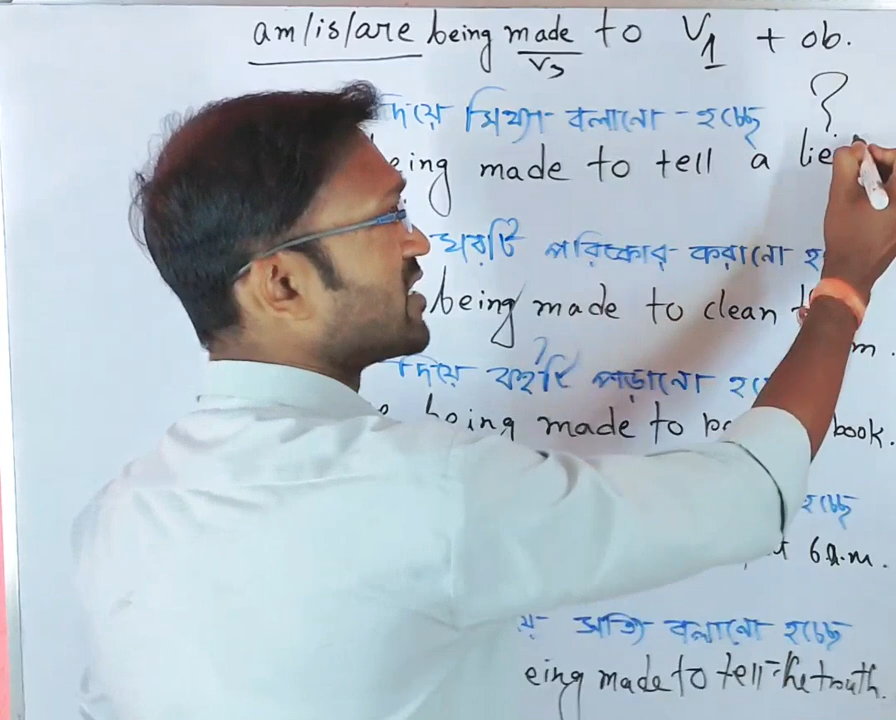 am/is/are being made to V1 + ob.
V3
দিয়ে মিথ্যা বলানো - হচ্ছে ?
eing made to tell a lie
ঘরটি পরিষ্কার করানো হ
being made to clean
m.
দিয়ে বইটি পড়ানো হ
being made to book.
হচ্ছে
6 a.m.
সত্যি বলানো হচ্ছে
eing made to tell the truth.